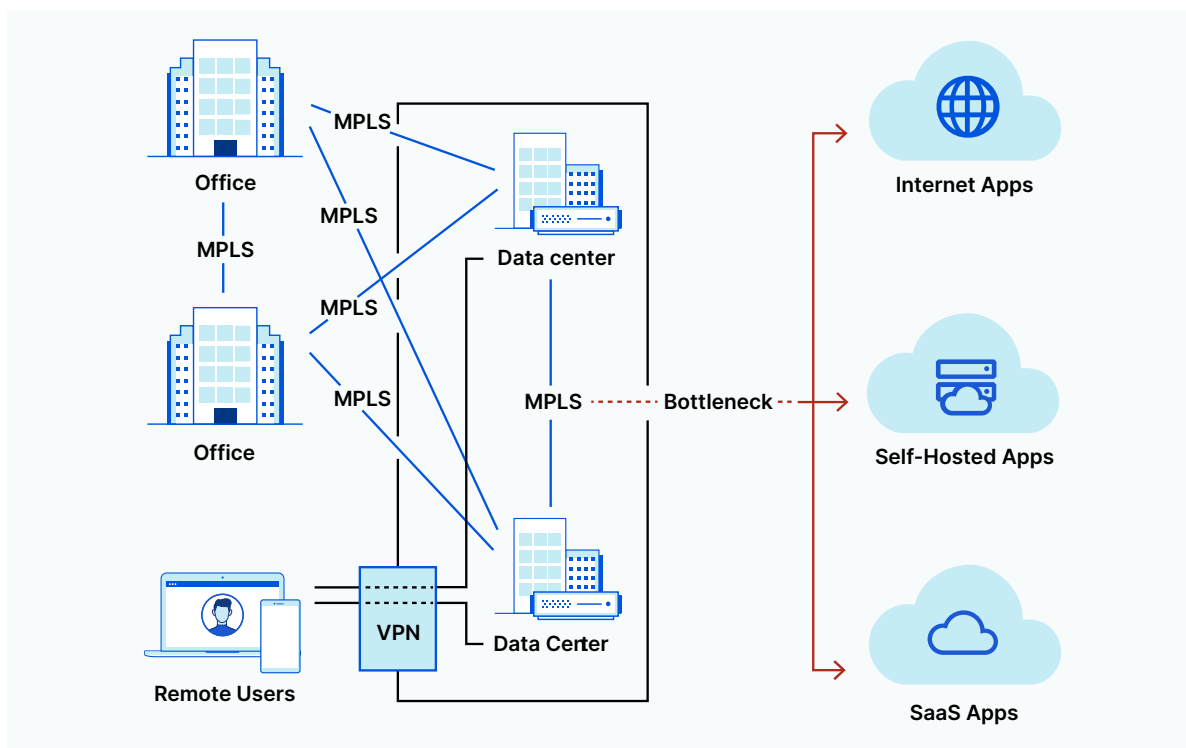 MPLS
Office
Internet Apps
MPLS
MPLS
Data center
MPLS
MPLS
MPLS
Bottleneck
Office
Self-Hosted Apps
VPN
Data Center
Remote Users
SaaS Apps